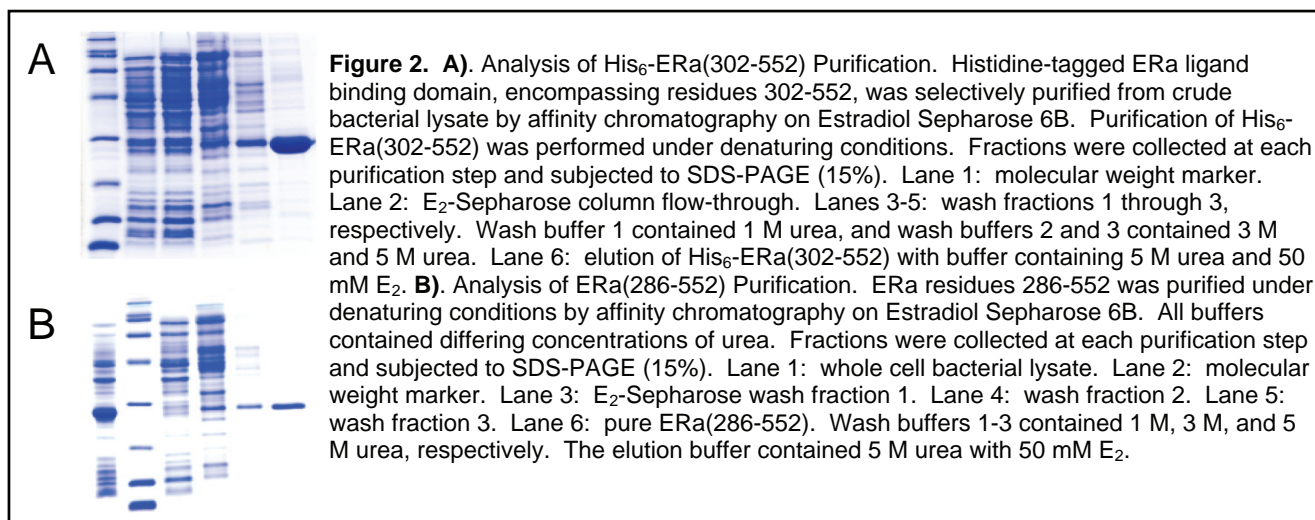 A
Figure 2. A). Analysis of His6-ERa(302-552) Purification. Histidine-tagged ERa ligand
binding domain, encompassing residues 302-552, was selectively purified from crude
bacterial lysate by affinity chromatography on Estradiol Sepharose 6B. Purification of His6-
ERa(302-552) was performed under denaturing conditions. Fractions were collected at each
purification step and subjected to SDS-PAGE (15%). Lane 1: molecular weight marker.
Lane 2: E2-Sepharose column flow-through. Lanes 3-5: wash fractions 1 through 3,
respectively. Wash buffer 1 contained 1 M urea, and wash buffers 2 and 3 contained 3 M
and 5 M urea. Lane 6: elution of His6-ERa(302-552) with buffer containing 5 M urea and 50
mM E2. B). Analysis of ERa(286-552) Purification. ERa residues 286-552 was purified under
B
denaturing conditions by affinity chromatography on Estradiol Sepharose 6B. All buffers
contained differing concentrations of urea. Fractions were collected at each purification step
and subjected to SDS-PAGE (15%). Lane 1: whole cell bacterial lysate. Lane 2: molecular
weight marker. Lane 3: E2-Sepharose wash fraction 1. Lane 4: wash fraction 2. Lane 5:
wash fraction 3. Lane 6: pure ERa(286-552). Wash buffers 1-3 contained 1 M, 3 M, and 5
M urea, respectively. The elution buffer contained 5 M urea with 50 mM E2.